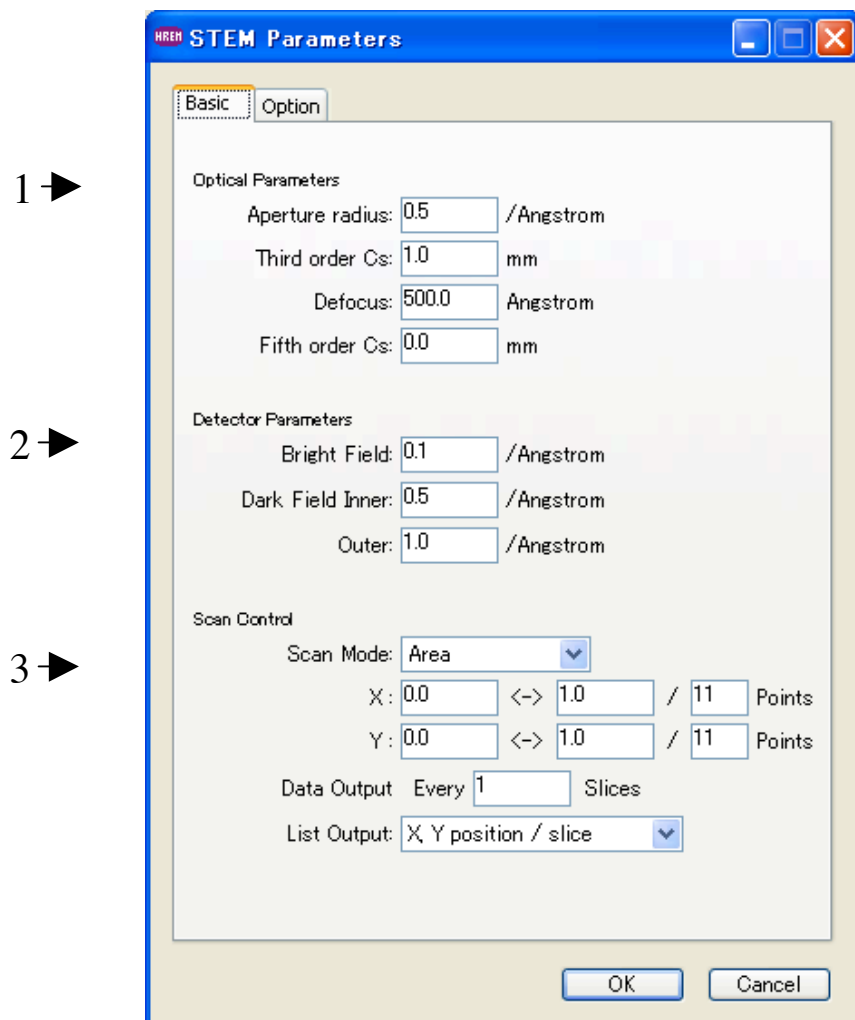 HREM STEM Parameters
Basic Option
1
Optical Parameters
Aperture radius: 0.5 /Angstrom
Third order Cs: 1.0 mm
Defocus: 500.0 Angstrom
Fifth order Cs: 0.0 mm
2
Detector Parameters
Bright Field: 0.1 /Angstrom
Dark Field Inner: 0.5 /Angstrom
Outer: 1.0 /Angstrom
3
Scan Control
Scan Mode: Area
X: 0.0 <-> 1.0 / 11 Points
Y: 0.0 <-> 1.0 / 11 Points
Data Output Every 1 Slices
List Output: X, Y position / slice
OK Cancel